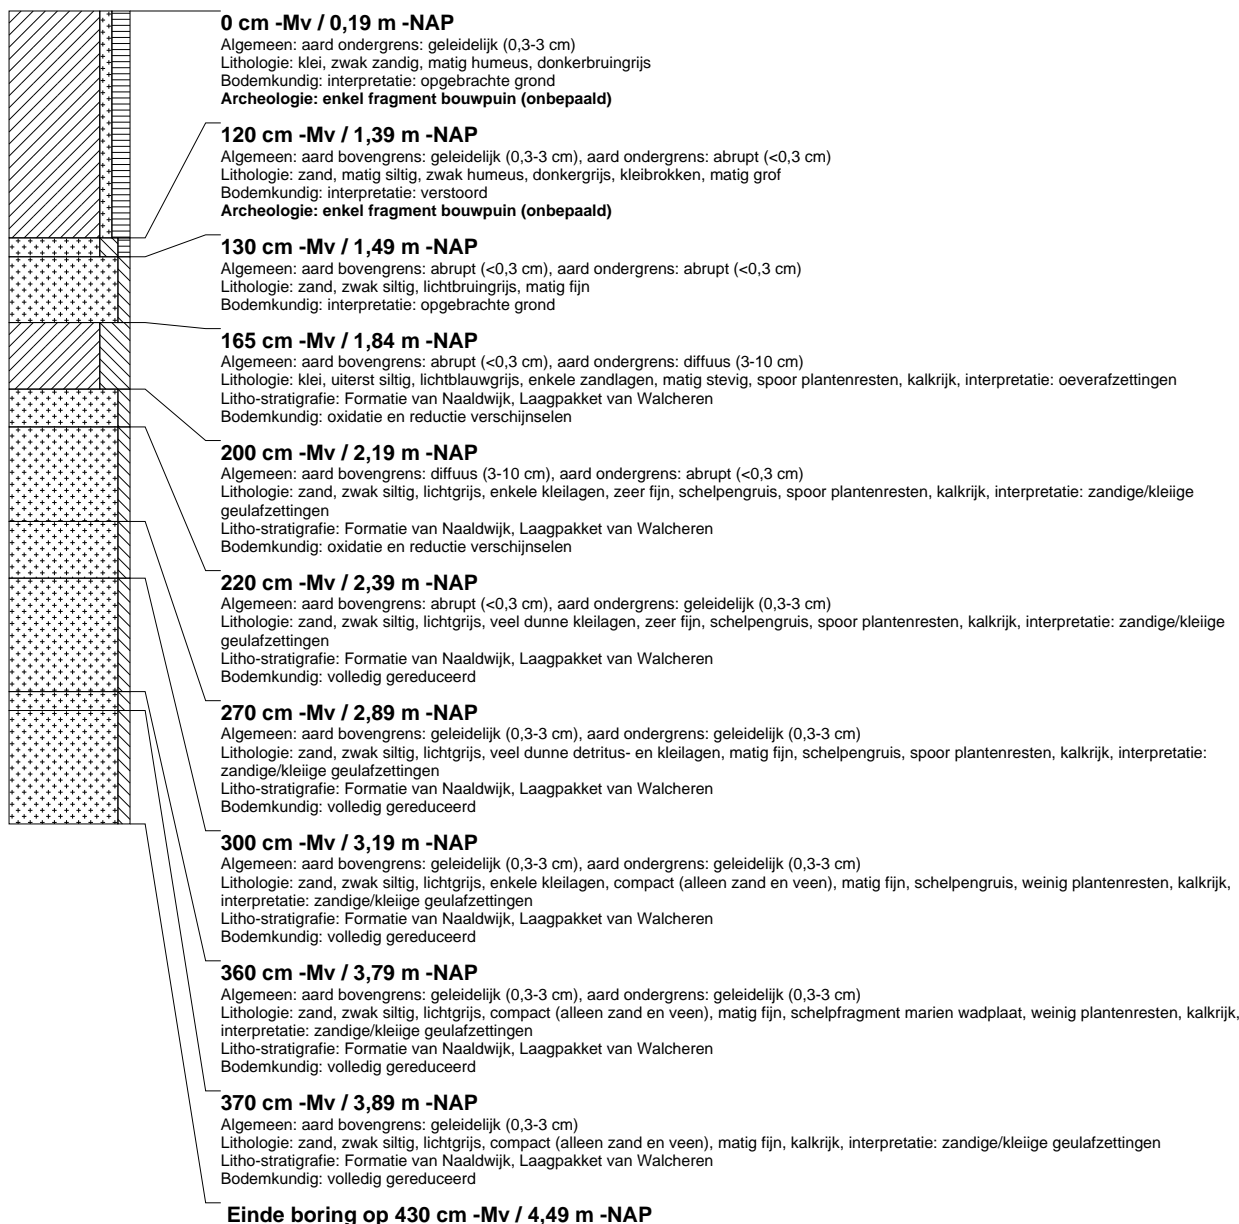 0 cm -Mv / 0,19 m -NAP
Algemeen: aard ondergrens: geleidelijk (0,3-3 cm)
Lithologie: klei, zwak zandig, matig humeus, donkerbruingrijs
Bodemkundig: interpretatie: opgebrachte grond
Archeologie: enkel fragment bouwpuin (onbepaald)
120 cm -Mv / 1,39 m -NAP
Algemeen: aard bovengrens: geleidelijk (0,3-3 cm), aard ondergrens: abrupt (<0,3 cm)
Lithologie: zand, matig siltig, zwak humeus, donkergrijs, kleibrokken, matig grof
Bodemkundig: interpretatie: verstoord
Archeologie: enkel fragment bouwpuin (onbepaald)
130 cm -Mv / 1,49 m -NAP
Algemeen: aard bovengrens: abrupt (<0,3 cm), aard ondergrens: abrupt (<0,3 cm)
Lithologie: zand, zwak siltig, lichtbruingrijs, matig fijn
Bodemkundig: interpretatie: opgebrachte grond
165 cm -Mv / 1,84 m -NAP
Algemeen: aard bovengrens: abrupt (<0,3 cm), aard ondergrens: diffuus (3-10 cm)
Lithologie: klei, uiterst siltig, lichtblauwgrijs, enkele zandlagen, matig stevig, spoor plantenresten, kalkrijk, interpretatie: oeverafzettingen
Litho-stratigrafie: Formatie van Naaldwijk, Laagpakket van Walcheren
Bodemkundig: oxidatie en reductie verschijnselen
200 cm -Mv / 2,19 m -NAP
Algemeen: aard bovengrens: diffuus (3-10 cm), aard ondergrens: abrupt (<0,3 cm)
Lithologie: zand, zwak siltig, lichtgrijs, enkele kleilagen, zeer fijn, schelpengruis, spoor plantenresten, kalkrijk, interpretatie: zandige/kleiige
geulafzettingen
Litho-stratigrafie: Formatie van Naaldwijk, Laagpakket van Walcheren
Bodemkundig: oxidatie en reductie verschijnselen
220 cm -Mv / 2,39 m -NAP
Algemeen: aard bovengrens: abrupt (<0,3 cm), aard ondergrens: geleidelijk (0,3-3 cm)
Lithologie: zand, zwak siltig, lichtgrijs, veel dunne kleilagen, zeer fijn, schelpengruis, spoor plantenresten, kalkrijk, interpretatie: zandige/kleiige
geulafzettingen
Litho-stratigrafie: Formatie van Naaldwijk, Laagpakket van Walcheren
Bodemkundig: volledig gereduceerd
270 cm -Mv / 2,89 m -NAP
Algemeen: aard bovengrens: geleidelijk (0,3-3 cm), aard ondergrens: geleidelijk (0,3-3 cm)
Lithologie: zand, zwak siltig, lichtgrijs, veel dunne detritus- en kleilagen, matig fijn, schelpengruis, spoor plantenresten, kalkrijk, interpretatie:
zandige/kleiige geulafzettingen
Litho-stratigrafie: Formatie van Naaldwijk, Laagpakket van Walcheren
Bodemkundig: volledig gereduceerd
300 cm -Mv / 3,19 m -NAP
Algemeen: aard bovengrens: geleidelijk (0,3-3 cm), aard ondergrens: geleidelijk (0,3-3 cm)
Lithologie: zand, zwak siltig, lichtgrijs, enkele kleilagen, compact (alleen zand en veen), matig fijn, schelpengruis, weinig plantenresten, kalkrijk,
interpretatie: zandige/kleiige geulafzettingen
Litho-stratigrafie: Formatie van Naaldwijk, Laagpakket van Walcheren
Bodemkundig: volledig gereduceerd
360 cm -Mv / 3,79 m -NAP
Algemeen: aard bovengrens: geleidelijk (0,3-3 cm), aard ondergrens: geleidelijk (0,3-3 cm)
Lithologie: zand, zwak siltig, lichtgrijs, compact (alleen zand en veen), matig fijn, schelpfragment marien wadplaat, weinig plantenresten, kalkrijk,
interpretatie: zandige/kleiige geulafzettingen
Litho-stratigrafie: Formatie van Naaldwijk, Laagpakket van Walcheren
Bodemkundig: volledig gereduceerd
370 cm -Mv / 3,89 m -NAP
Algemeen: aard bovengrens: geleidelijk (0,3-3 cm)
Lithologie: zand, zwak siltig, lichtgrijs, compact (alleen zand en veen), matig fijn, kalkrijk, interpretatie: zandige/kleiige geulafzettingen
Litho-stratigrafie: Formatie van Naaldwijk, Laagpakket van Walcheren
Bodemkundig: volledig gereduceerd
Einde boring op 430 cm -Mv / 4,49 m -NAP